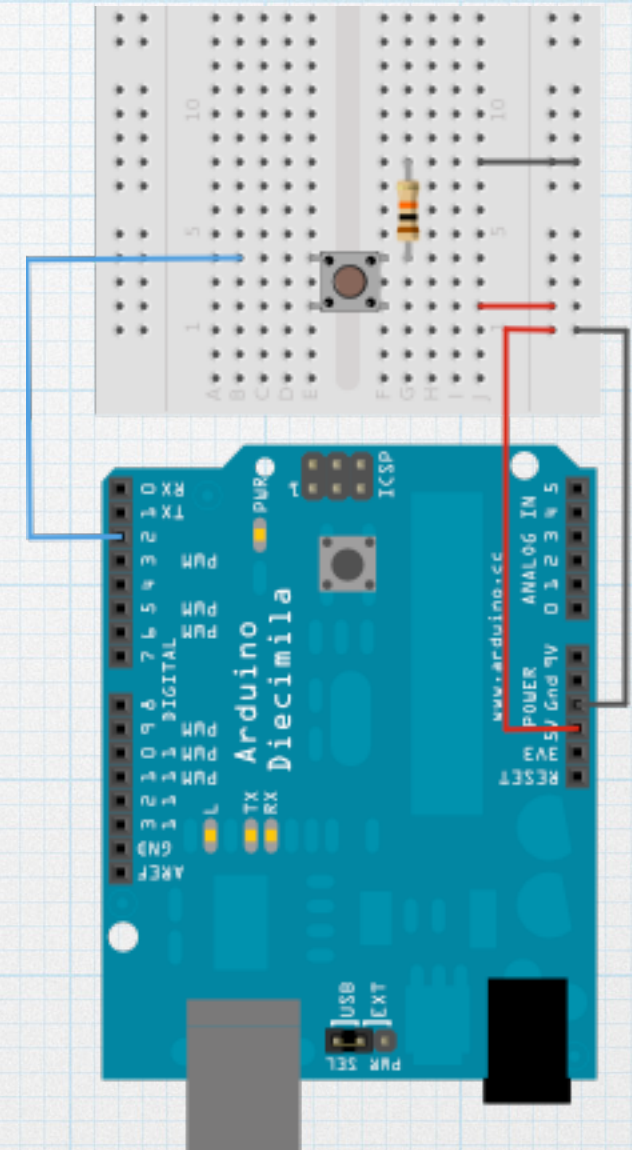 10
10
5
5
1
1
A B C D E
F G H I J
ICSP
1
PWR
RX 0
TX 1
2
PWM 3
4
PWM 5
PWM 6
7
DIGITAL
8
PWM 9
PWM 10
PWM 11
12
13
GND
AREF
Arduino
Diecimila
www.arduino.cc
ANALOG IN
5
4
3
2
1
0
POWER
9V
Gnd
5V
3V3
RESET
L
TX
RX
USB
EXT
PWR SEL